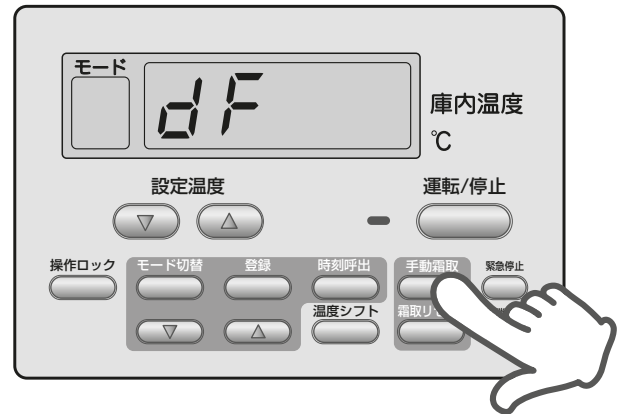 モード
dF
庫内温度
℃
設定温度
運転/停止
操作ロック
モード切替
登録
時刻呼出
手動霜取
緊急停止
温度シフト